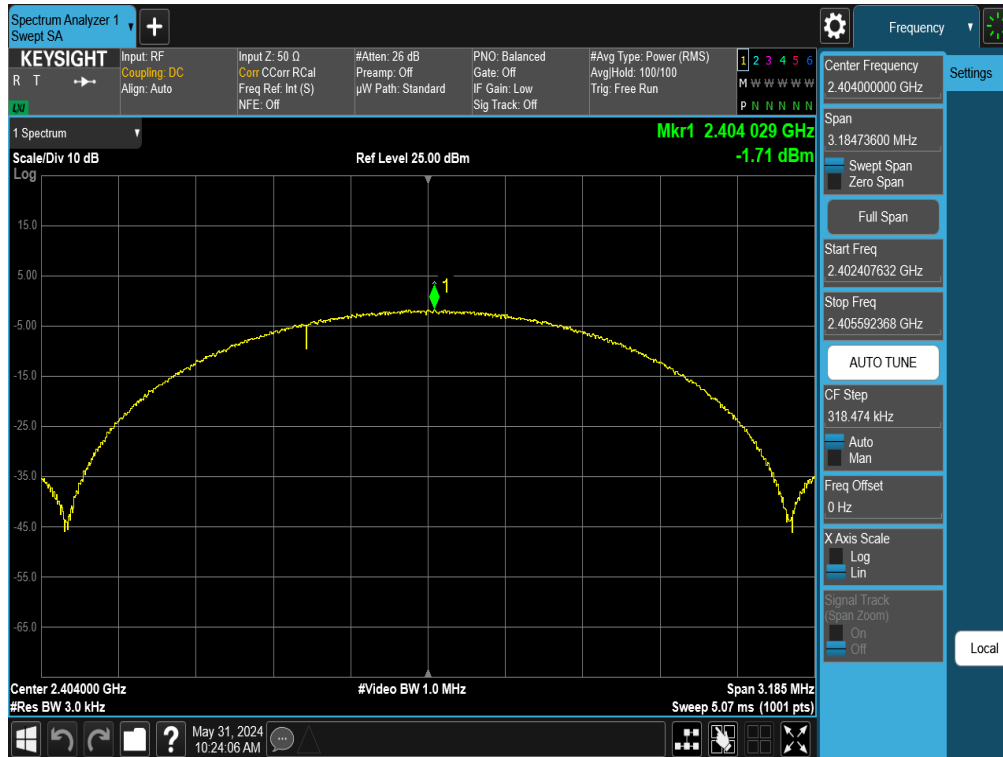 Spectrum Analyzer 1
Swept SA
+
Frequency
KEYSIGHT
R T
LXI
Input: RF
Coupling: DC
Align: Auto
Input Z: 50 Ω
Corr CCorr RCal
Freq Ref: Int (S)
NFE: Off
#Atten: 26 dB
Preamp: Off
µW Path: Standard
PNO: Balanced
Gate: Off
IF Gain: Low
Sig Track: Off
#Avg Type: Power (RMS)
Avg|Hold: 100/100
Trig: Free Run
1 2 3 4 5 6
M W W W W W
P N N N N N
1 Spectrum
Mkr1 2.404 029 GHz
-1.71 dBm
Scale/Div 10 dB
Ref Level 25.00 dBm
Log
15.0
5.00
-5.00
-15.0
-25.0
-35.0
-45.0
-55.0
-65.0
1
Center 2.404000 GHz
#Res BW 3.0 kHz
#Video BW 1.0 MHz
Span 3.185 MHz
Sweep 5.07 ms (1001 pts)
Center Frequency
2.404000000 GHz
Span
3.18473600 MHz
Swept Span
Zero Span
Full Span
Start Freq
2.402407632 GHz
Stop Freq
2.405592368 GHz
AUTO TUNE
CF Step
318.474 kHz
Auto
Man
Freq Offset
0 Hz
X Axis Scale
Log
Lin
Signal Track
(Span Zoom)
On
Off
Settings
Local
?
May 31, 2024
10:24:06 AM